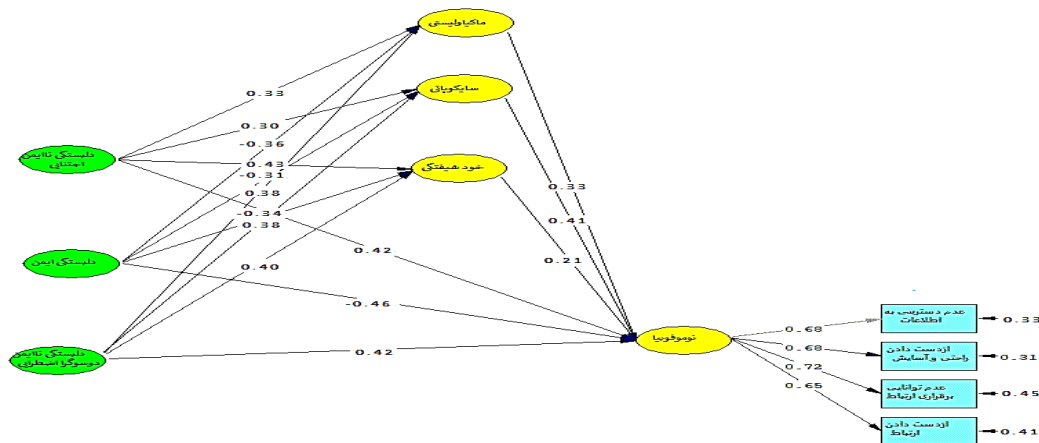 ماکیاولیستی
0.33
سایکوپاتی
0.30
-0.36
دلبستگی ناایمن
اجتنابی
0.43
-0.31
خود شیفتگی
0.38
-0.34
0.38
0.33
0.41
0.42
0.21
دلبستگی ایمن
0.40
-0.46
عدم دسترسی به
اطلاعات
0.33
0.68
دلبستگی ناایمن
دوسوگرا اضطرابی
0.42
نوموفوبیا
0.68
ازدست دادن
راحتی و آسایش
0.31
0.72
عدم توانایی
برقراری ارتباط
0.45
0.65
ازدست دادن
ارتباط
0.41